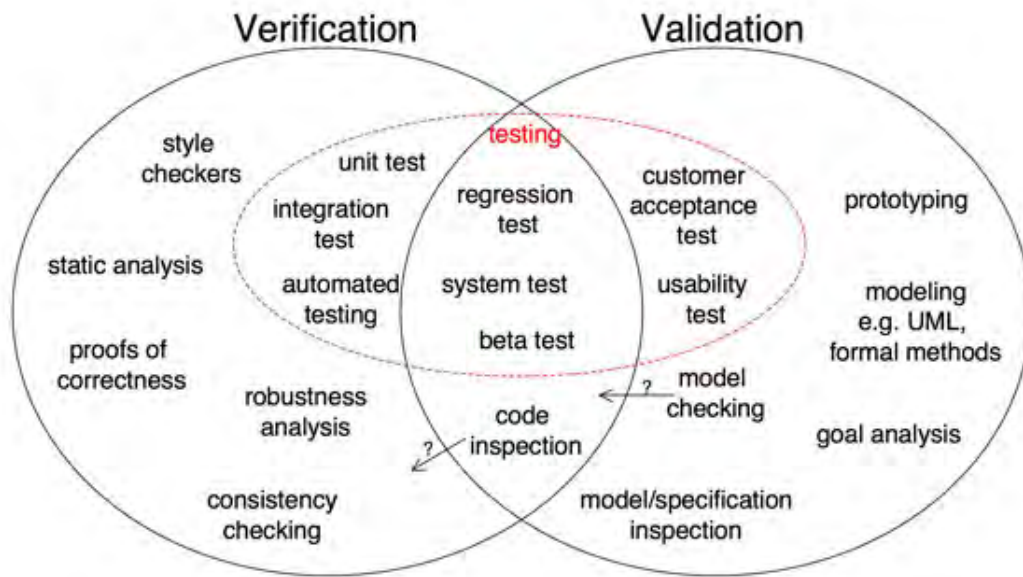 Verification
Validation
testing
style
checkers
unit test
integration
test
static analysis
automated
testing
proofs of
correctness
robustness
analysis
consistency
checking
regression
test
system test
beta test
code
inspection
?
?
customer
acceptance
test
usability
test
model
checking
model/specification
inspection
prototyping
modeling
e.g. UML,
formal methods
goal analysis